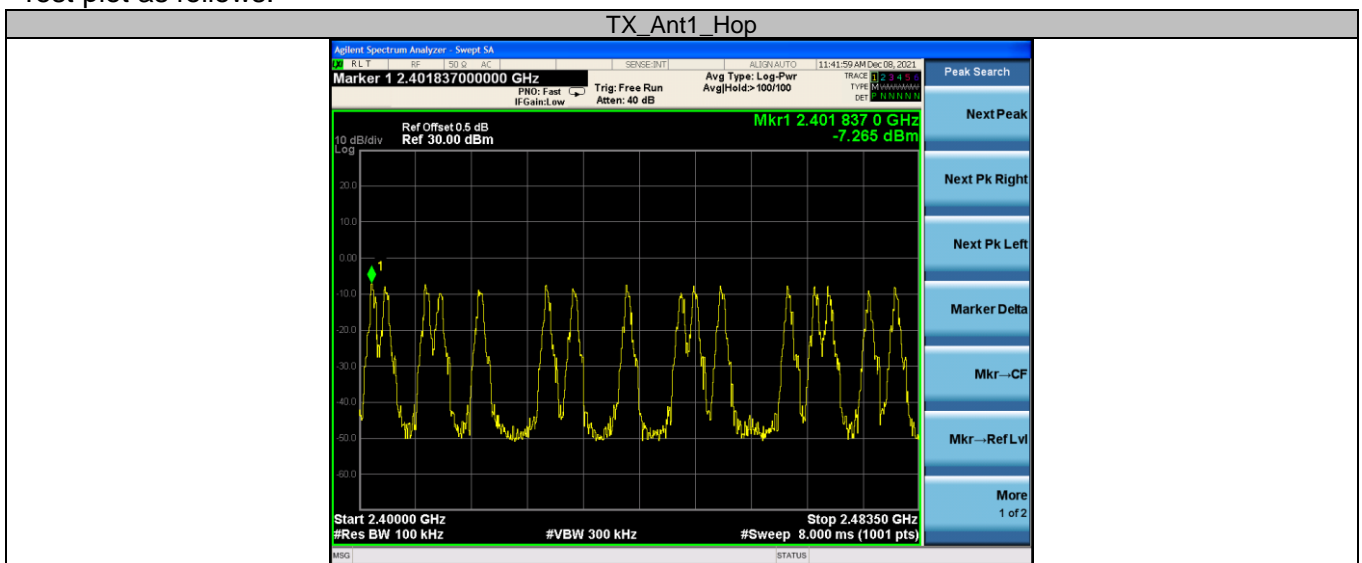 Test plot as follows:
TX_Ant1_Hop
Agilent Spectrum Analyzer - Swept SA
RLT RF 50 Ω AC SENSE:INT ALIGN AUTO 11:41:59 AM Dec 08, 2021
Marker 1 2.401837000000 GHz
PNO: Fast
IFGain:Low
Trig: Free Run
Atten: 40 dB
Avg Type: Log-Pwr
Avg|Hold:>100/100
TRACE 1 2 3 4 5 6
TYPE M
DET P N N N N N
Mkr1 2.401 837 0 GHz
-7.265 dBm
Ref Offset 0.5 dB
10 dB/div Ref 30.00 dBm
Log
20.0
10.0
0.00
1
-10.0
-20.0
-30.0
-40.0
-50.0
-60.0
Start 2.40000 GHz Stop 2.48350 GHz
#Res BW 100 kHz #VBW 300 kHz #Sweep 8.000 ms (1001 pts)
MSG STATUS
Peak Search
Next Peak
Next Pk Right
Next Pk Left
Marker Delta
Mkr→CF
Mkr→Ref Lvl
More
1 of 2